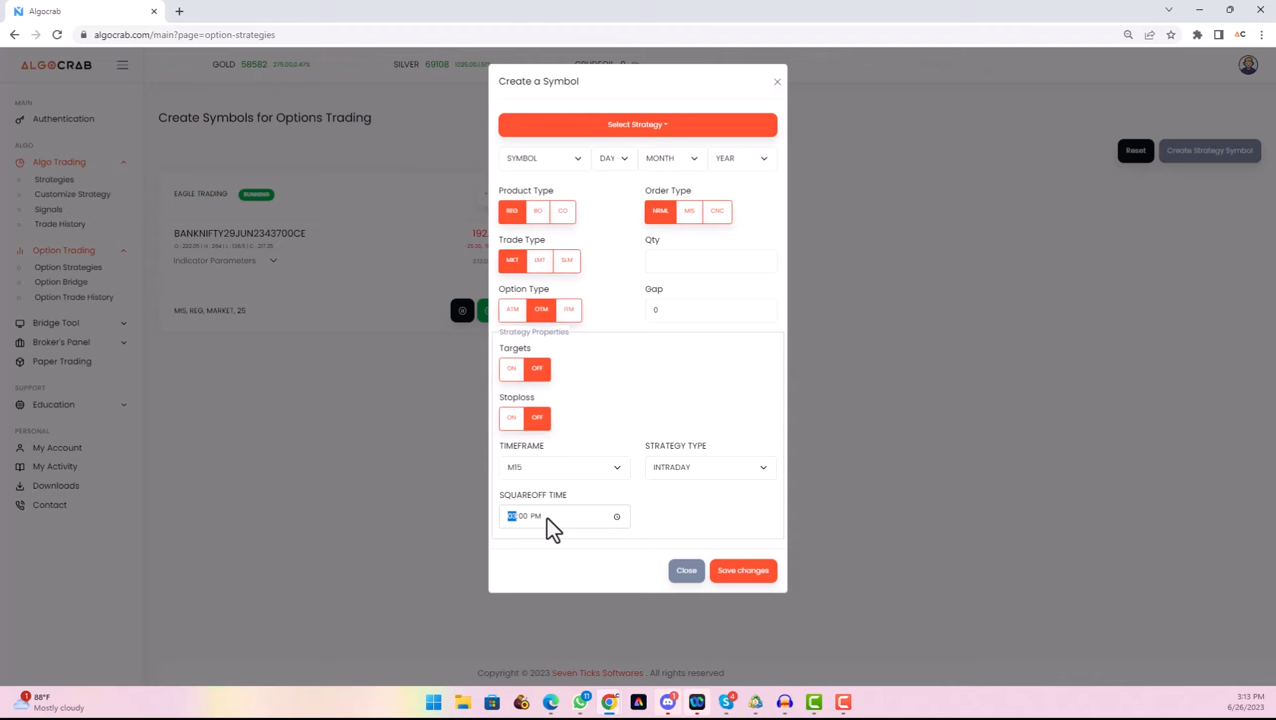 Algocrab
algocrab.com/main?page=option-strategies
ALGOCRAB
GOLD 58582 275.00,0.47%
SILVER 69108
Create a Symbol
MAIN
Authentication
ALGO
Algo Trading
Strategies
Customize Strategy
Signals
Trade History
Option Trading
Option Strategies
Option Bridge
Option Trade History
Bridge Tool
Broker's Panel
Paper Trading
SUPPORT
Education
PERSONAL
My Account
My Activity
Downloads
Contact
Create Symbols for Options Trading
Reset
Create Strategy Symbol
EAGLE TRADING RUNNING
BANKNIFTY29JUN2343700CE
192.
Indicator Parameters
MIS, REG, MARKET, 25
Select Strategy
SYMBOL DAY MONTH YEAR
Product Type Order Type
REG BO CO NRML MIS CNC
Trade Type Qty
MKT LMT SLM
Option Type Gap
ATM OTM ITM 0
Strategy Properties
Targets
ON OFF
Stoploss
ON OFF
TIMEFRAME STRATEGY TYPE
M15 INTRADAY
SQUAREOFF TIME
03:00 PM
Close Save changes
Copyright © 2023 Seven Ticks Softwares . All rights reserved
88°F
Mostly cloudy
3:13 PM
6/26/2023